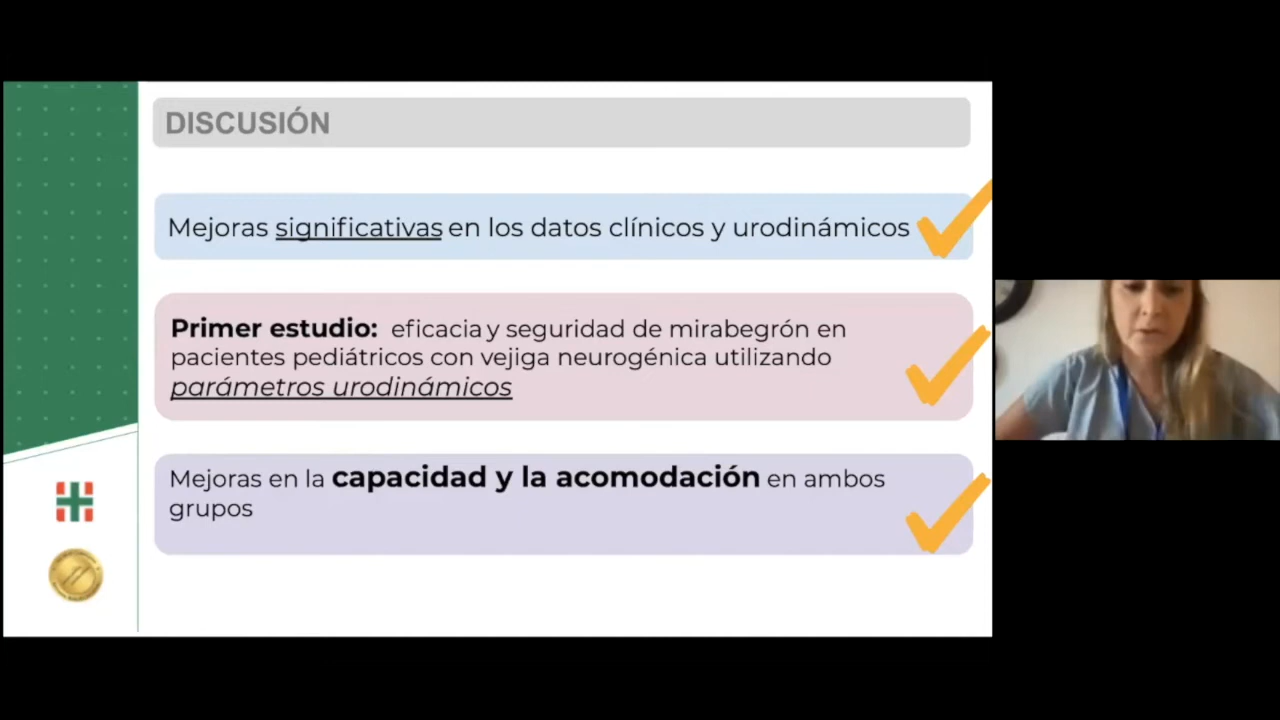 DISCUSIÓN
Mejoras significativas en los datos clínicos y urodinámicos
Primer estudio: eficacia y seguridad de mirabegrón en
pacientes pediátricos con vejiga neurogénica utilizando
parámetros urodinámicos
Mejoras en la capacidad y la acomodación en ambos
grupos